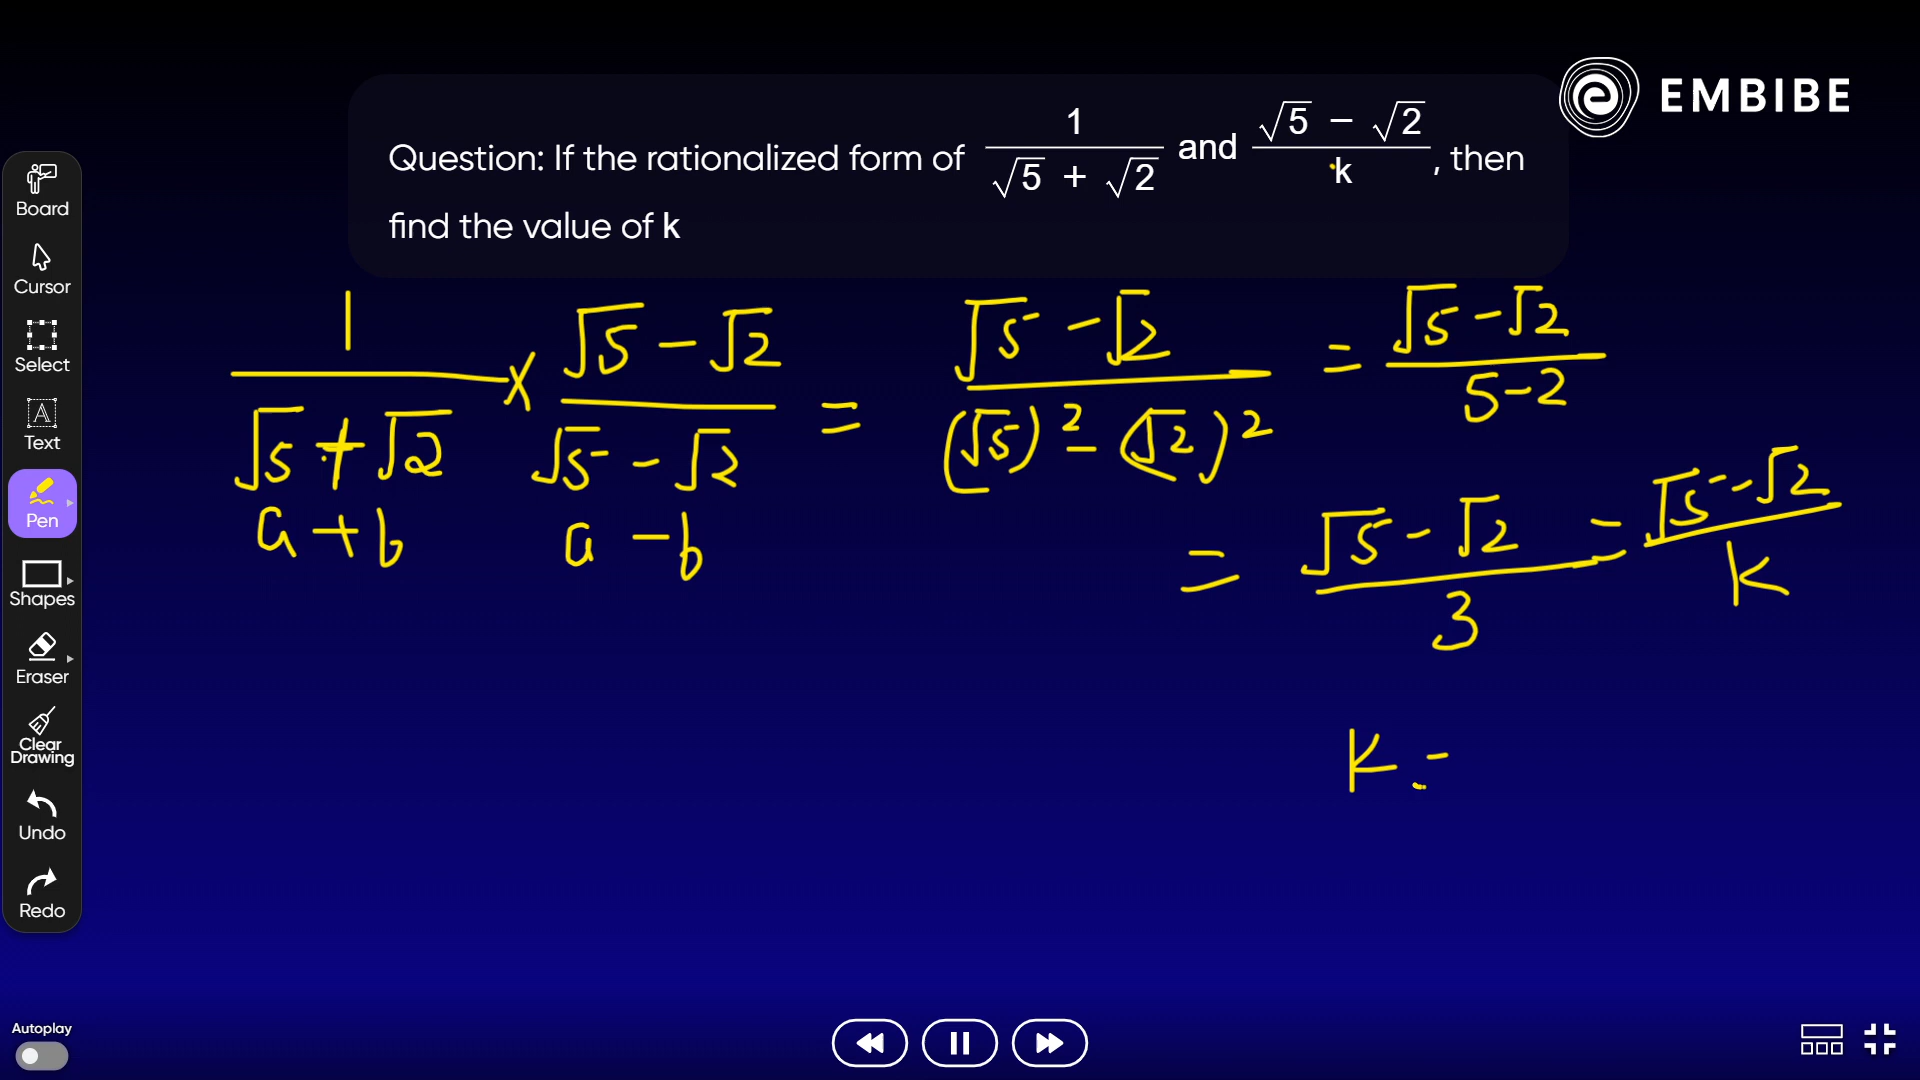 EMBIBE
Question: If the rationalized form of 1/(√5 + √2) and (√5 − √2)/k, then
find the value of k
Board
Cursor
Select
Text
Pen
Shapes
Eraser
Clear
Drawing
Undo
Redo
1/(√5 + √2) × (√5 − √2)/(√5 − √2) = (√5 − √2)/((√5)² − (√2)²) = (√5 − √2)/(5 − 2)
a + b a − b
= (√5 − √2)/3 = (√5 − √2)/k
K =
Autoplay